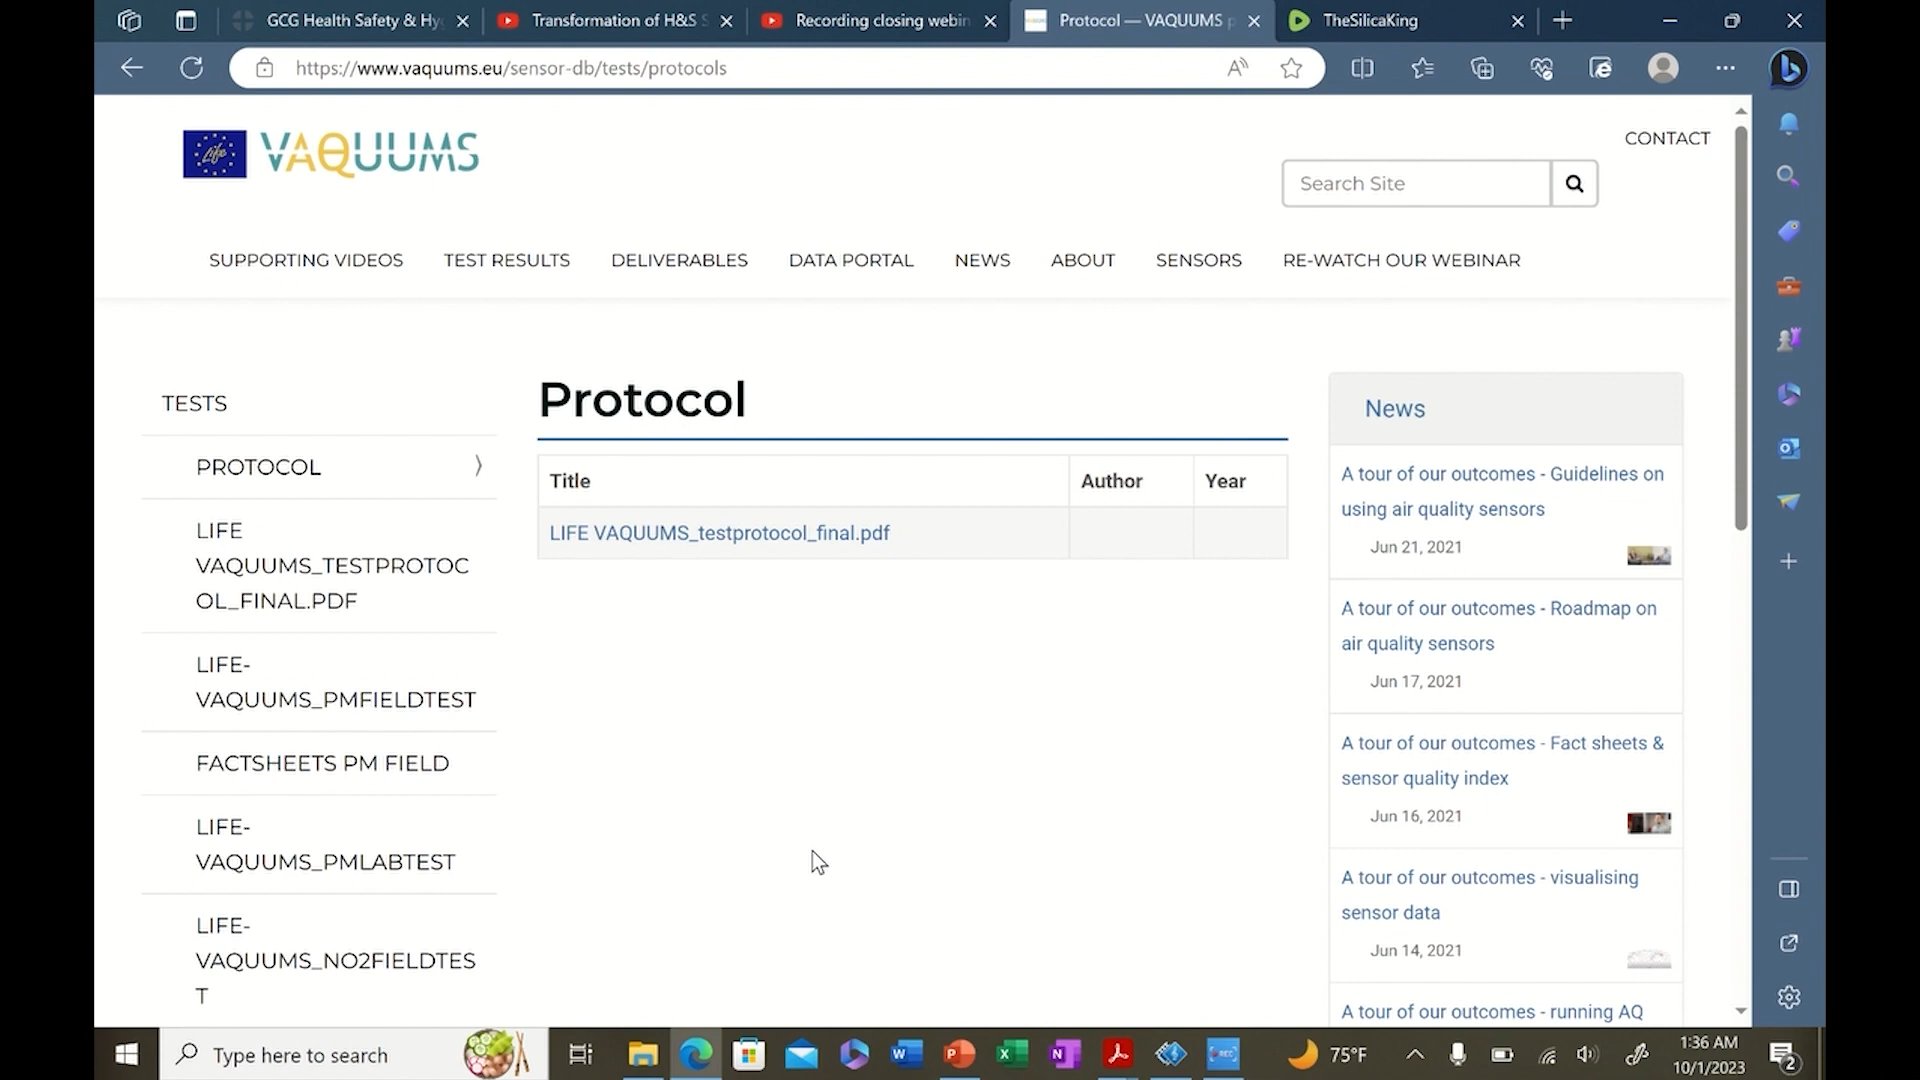 GCG Health Safety & Hy
Transformation of H&S S
Recording closing webin
Protocol — VAQUUMS p
TheSilicaKing
https://www.vaquums.eu/sensor-db/tests/protocols
life
VAQUUMS
CONTACT
Search Site
SUPPORTING VIDEOS
TEST RESULTS
DELIVERABLES
DATA PORTAL
NEWS
ABOUT
SENSORS
RE-WATCH OUR WEBINAR
TESTS
PROTOCOL
LIFE
VAQUUMS_TESTPROTOC
OL_FINAL.PDF
LIFE-
VAQUUMS_PMFIELDTEST
FACTSHEETS PM FIELD
LIFE-
VAQUUMS_PMLABTEST
LIFE-
VAQUUMS_NO2FIELDTES
T
Protocol
Title Author Year
LIFE VAQUUMS_testprotocol_final.pdf
News
A tour of our outcomes - Guidelines on
using air quality sensors
Jun 21, 2021
A tour of our outcomes - Roadmap on
air quality sensors
Jun 17, 2021
A tour of our outcomes - Fact sheets &
sensor quality index
Jun 16, 2021
A tour of our outcomes - visualising
sensor data
Jun 14, 2021
A tour of our outcomes - running AQ
Type here to search
75°F
1:36 AM
10/1/2023
2